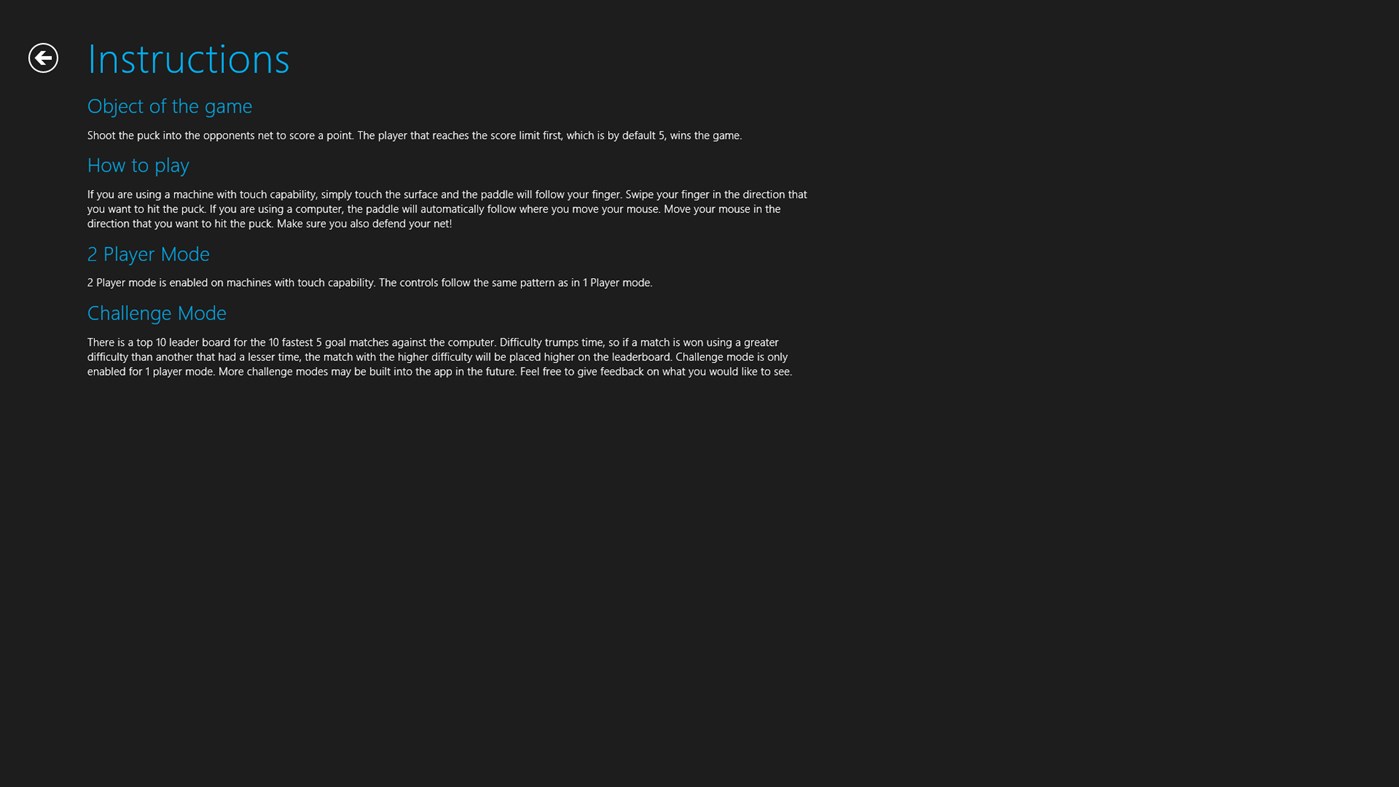 Instructions
Object of the game
Shoot the puck into the opponents net to score a point. The player that reaches the score limit first, which is by default 5, wins the game.
How to play
If you are using a machine with touch capability, simply touch the surface and the paddle will follow your finger. Swipe your finger in the direction that
you want to hit the puck. If you are using a computer, the paddle will automatically follow where you move your mouse. Move your mouse in the
direction that you want to hit the puck. Make sure you also defend your net!
2 Player Mode
2 Player mode is enabled on machines with touch capability. The controls follow the same pattern as in 1 Player mode.
Challenge Mode
There is a top 10 leader board for the 10 fastest 5 goal matches against the computer. Difficulty trumps time, so if a match is won using a greater
difficulty than another that had a lesser time, the match with the higher difficulty will be placed higher on the leaderboard. Challenge mode is only
enabled for 1 player mode. More challenge modes may be built into the app in the future. Feel free to give feedback on what you would like to see.